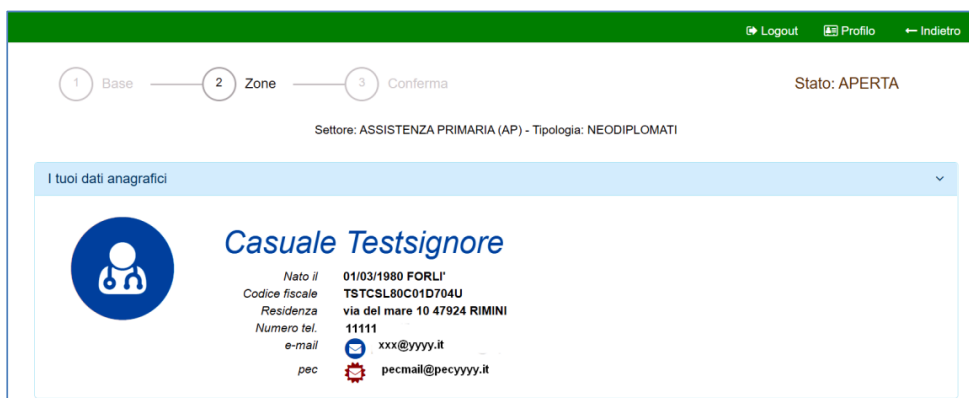 Logout Profilo Indietro
1 Base 2 Zone 3 Conferma Stato: APERTA
Settore: ASSISTENZA PRIMARIA (AP) - Tipologia: NEODIPLOMATI
I tuoi dati anagrafici
Casuale Testsignore
Nato il 01/03/1980 FORLI'
Codice fiscale TSTCSL80C01D704U
Residenza via del mare 10 47924 RIMINI
Numero tel. 11111
e-mail xxx@yyyy.it
pec pecmail@pecyyyy.it